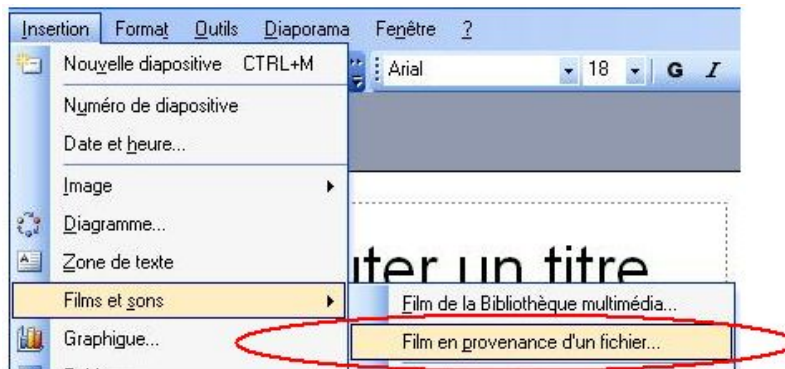 Insertion Format Outils Diaporama Fenêtre ?
Nouvelle diapositive CTRL+M
Arial 18 G I
Numéro de diapositive
Date et heure...
Image
Diagramme...
Zone de texte
uter un titre
Films et sons
Film de la Bibliothèque multimédia...
Graphique...
Film en provenance d'un fichier...